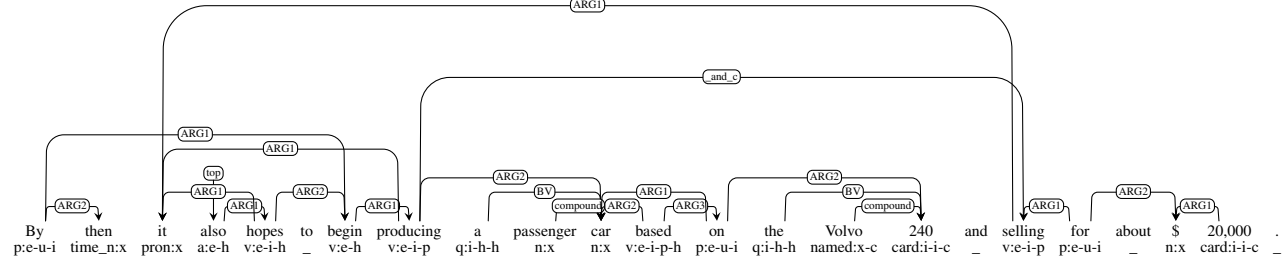 ARG1
_and_c
ARG1
ARG1
top
ARG2 ARG2 BV ARG1 ARG2 BV ARG2
ARG2 ARG1 ARG1 ARG2 ARG1 compound ARG2 ARG3 compound ARG1 ARG1
By then it also hopes to begin producing a passenger car based on the Volvo 240 and selling for about $ 20,000 .
p:e-u-i time_n:x pron:x a:e-h v:e-i-h _ v:e-h v:e-i-p q:i-h-h n:x n:x v:e-i-p-h p:e-u-i q:i-h-h named:x-c card:i-i-c _ v:e-i-p p:e-u-i _ n:x card:i-i-c _